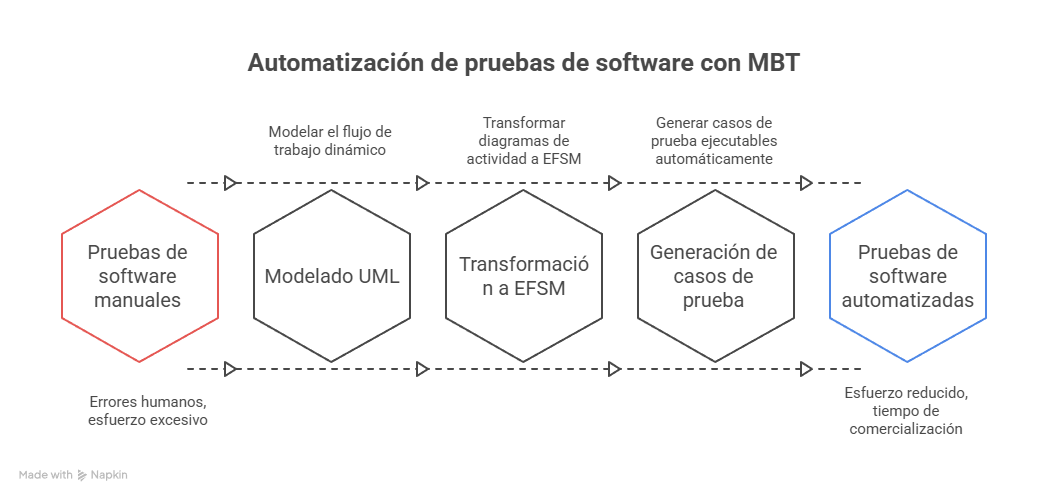 Automatización de pruebas de software con MBT
Modelar el flujo de
trabajo dinámico
Transformar
diagramas de
actividad a EFSM
Generar casos de
prueba ejecutables
automáticamente
Pruebas de
software
manuales
Modelado UML
Transformació
n a EFSM
Generación de
casos de
prueba
Pruebas de
software
automatizadas
Errores humanos,
esfuerzo excesivo
Esfuerzo reducido,
tiempo de
comercialización
Made with Napkin